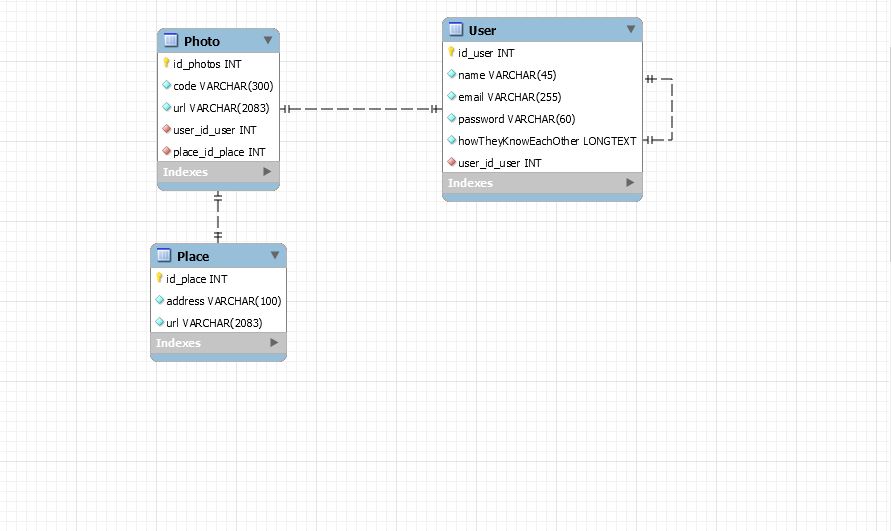 Photo
id_photos INT
code VARCHAR(300)
url VARCHAR(2083)
user_id_user INT
place_id_place INT
Indexes
User
id_user INT
name VARCHAR(45)
email VARCHAR(255)
password VARCHAR(60)
howTheyKnowEachOther LONGTEXT
user_id_user INT
Indexes
Place
id_place INT
address VARCHAR(100)
url VARCHAR(2083)
Indexes